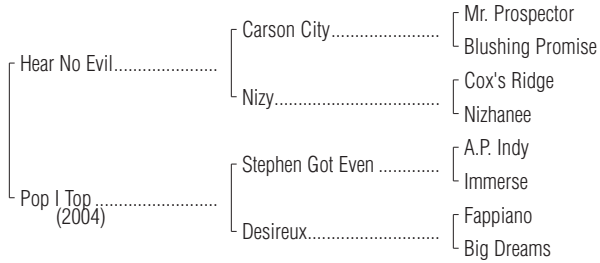 Mr. Prospector
Carson City
Blushing Promise
Hear No Evil
Cox's Ridge
Nizy
Nizhanee
A.P. Indy
Stephen Got Even
Immerse
Pop I Top
(2004)
Fappiano
Desireux
Big Dreams